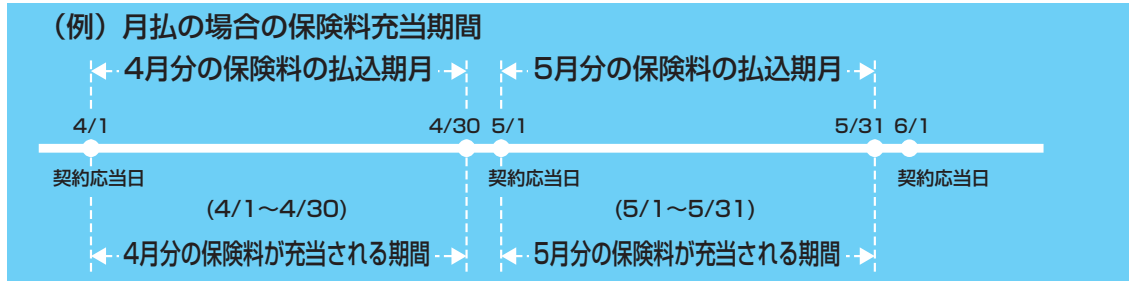 （例）月払の場合の保険料充当期間
4月分の保険料の払込期月 5月分の保険料の払込期月
4/1 4/30 5/1 5/31 6/1
契約応当日 契約応当日 契約応当日
(4/1～4/30) (5/1～5/31)
4月分の保険料が充当される期間 5月分の保険料が充当される期間